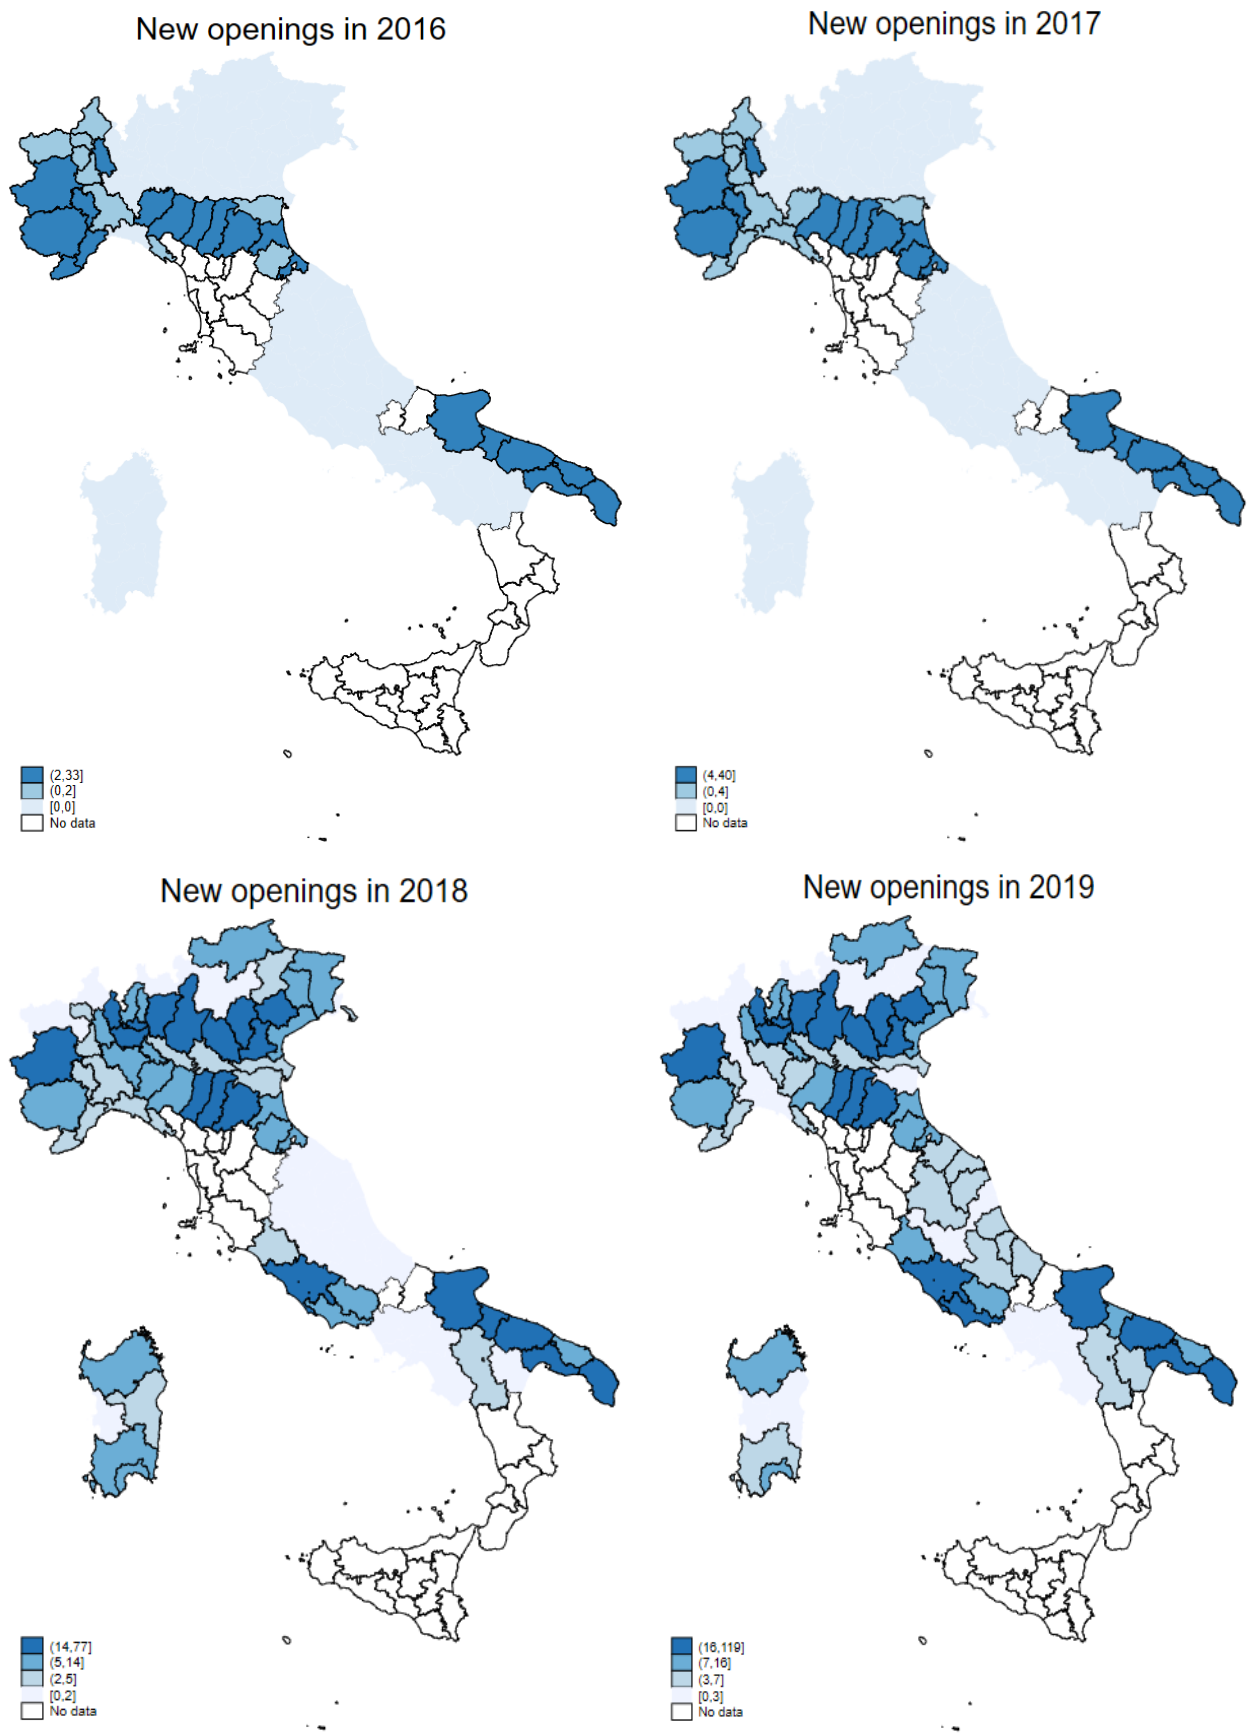 New openings in 2016
New openings in 2017
(2,33]
(0,2]
[0,0]
No data
(4,40]
(0,4]
[0,0]
No data
New openings in 2018
New openings in 2019
(14,77]
(5,14]
(2,5]
[0,2]
No data
(16,119]
(7,16]
(3,7]
[0,3]
No data